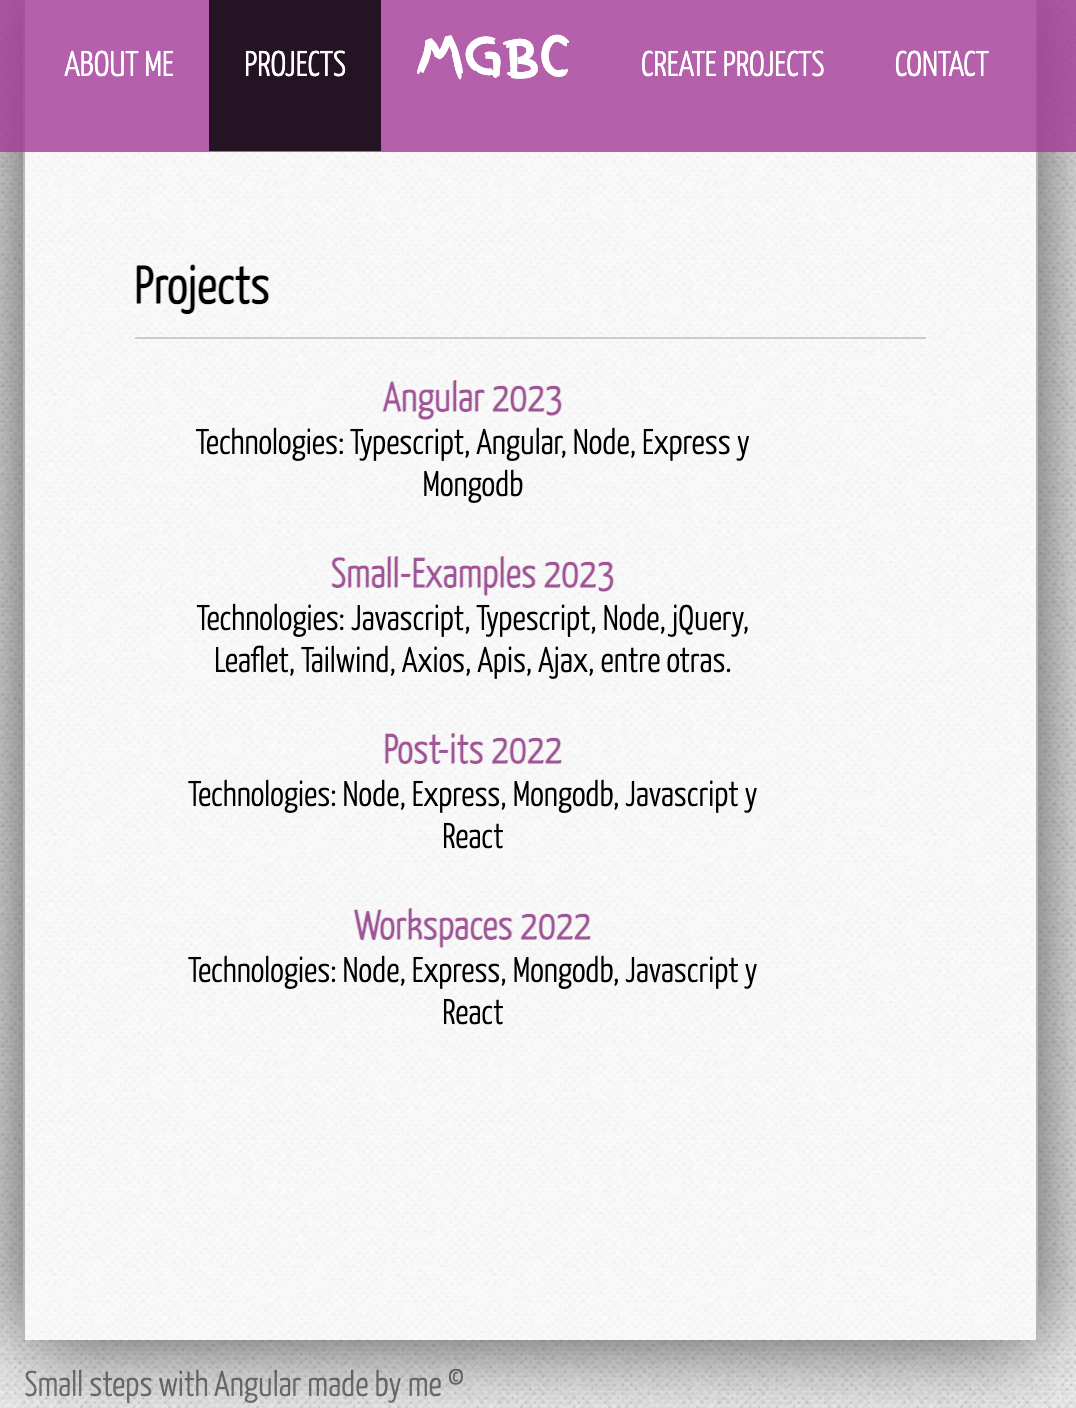 ABOUT ME PROJECTS MGBC CREATE PROJECTS CONTACT
Projects
Angular 2023
Technologies: Typescript, Angular, Node, Express y
Mongodb
Small-Examples 2023
Technologies: Javascript, Typescript, Node, jQuery,
Leaflet, Tailwind, Axios, Apis, Ajax, entre otras.
Post-its 2022
Technologies: Node, Express, Mongodb, Javascript y
React
Workspaces 2022
Technologies: Node, Express, Mongodb, Javascript y
React
Small steps with Angular made by me ©